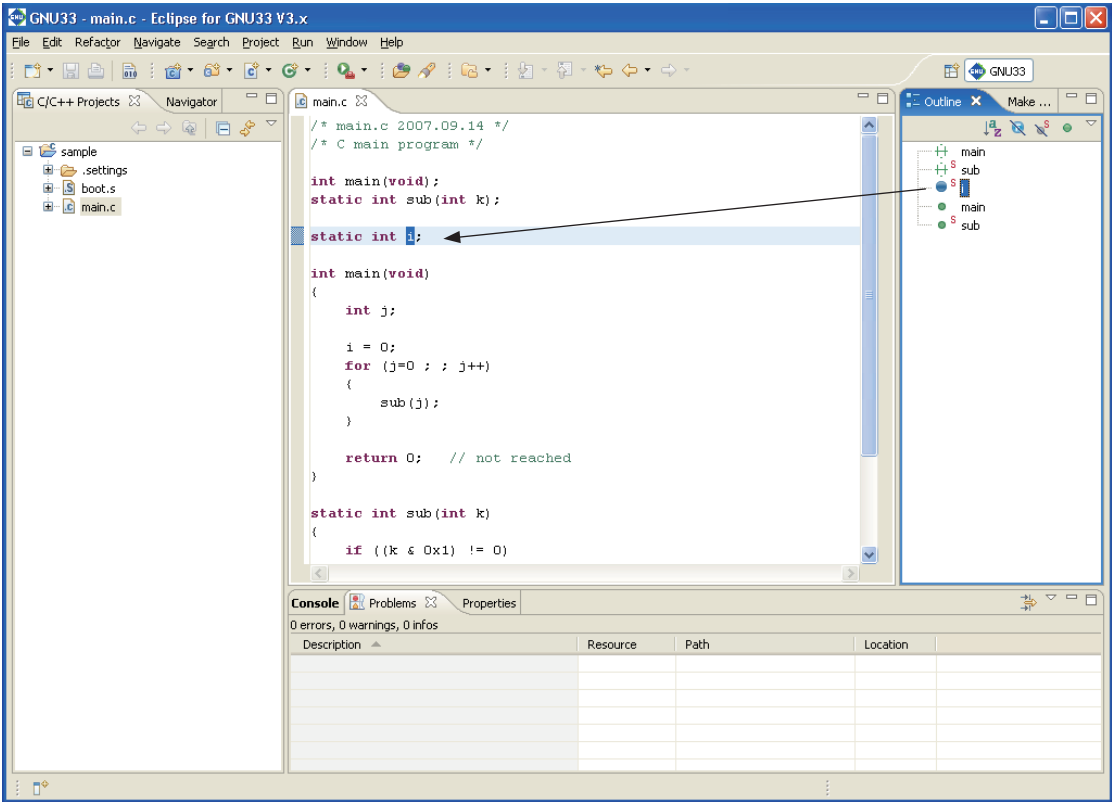 GNU33 - main.c - Eclipse for GNU33 V3.x
File Edit Refactor Navigate Search Project Run Window Help
GNU33
C/C++ Projects Navigator
sample
.settings
boot.s
main.c
main.c
/* main.c 2007.09.14 */
/* C main program */
int main(void);
static int sub(int k);
static int i;
int main(void)
{
int j;
i = 0;
for (j=0 ; ; j++)
{
sub(j);
}
return 0; // not reached
}
static int sub(int k)
{
if ((k & 0x1) != 0)
Outline Make ...
main
sub
i
main
sub
Console Problems Properties
0 errors, 0 warnings, 0 infos
Description Resource Path Location